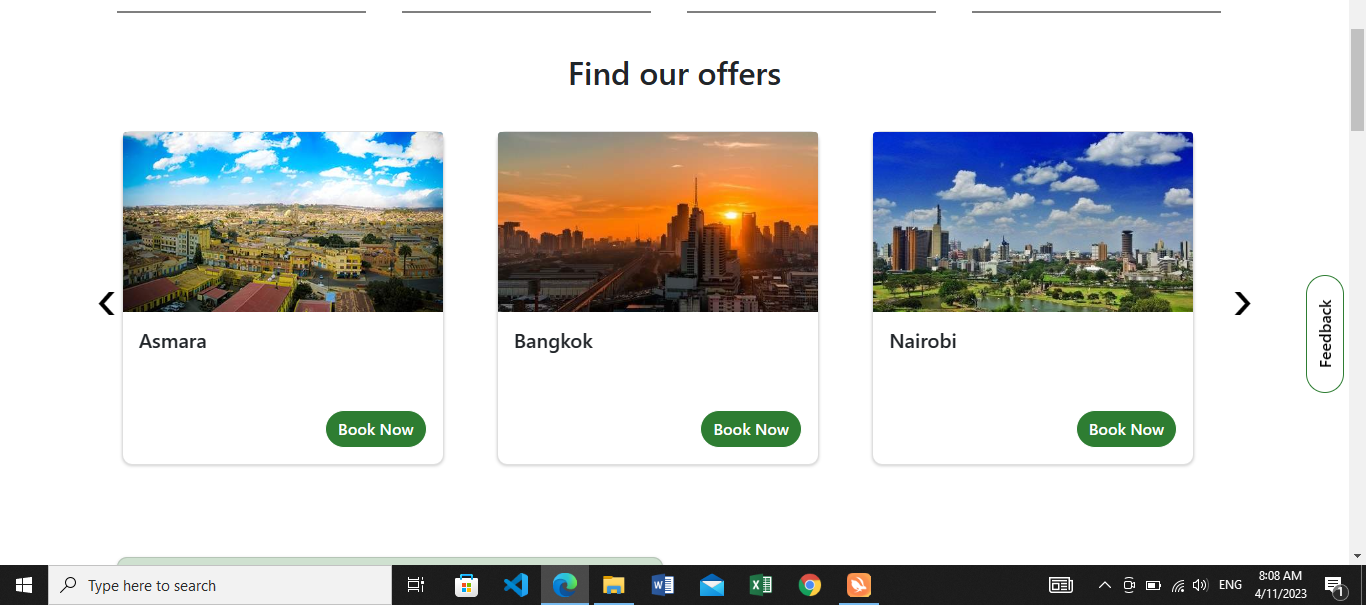 Find our offers
‹
Asmara
Book Now
Bangkok
Book Now
Nairobi
Book Now
›
Feedback
Type here to search
ENG
8:08 AM
4/11/2023
1